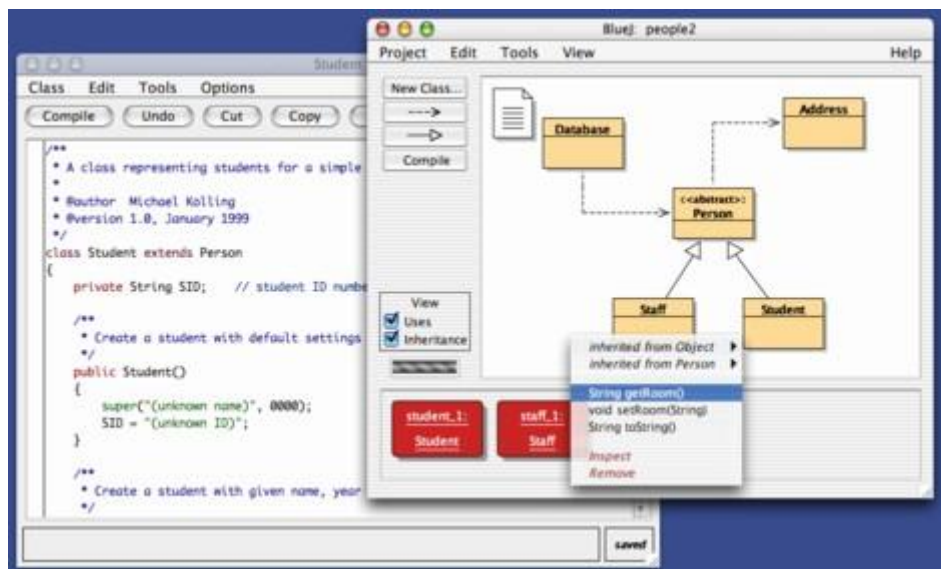 Student
Class Edit Tools Options
Compile Undo Cut Copy
/**
* A class representing students for a simple
*
* @author Michael Kolling
* @version 1.0, January 1999
*/
class Student extends Person
{
private String SID; // student ID numbe
/**
* Create a student with default settings
*/
public Student()
{
super("(unknown name)", 0000);
SID = "(unknown ID)";
}
/**
* Create a student with given name, year
*/
saved
BlueJ: people2
Project Edit Tools View Help
New Class...
Compile
View
Uses
Inheritance
Database
Address
<<abstract>>
Person
Staff
Student
student_1:
Student
staff_1:
Staff
inherited from Object
inherited from Person
String getRoom()
void setRoom(String)
String toString()
Inspect
Remove